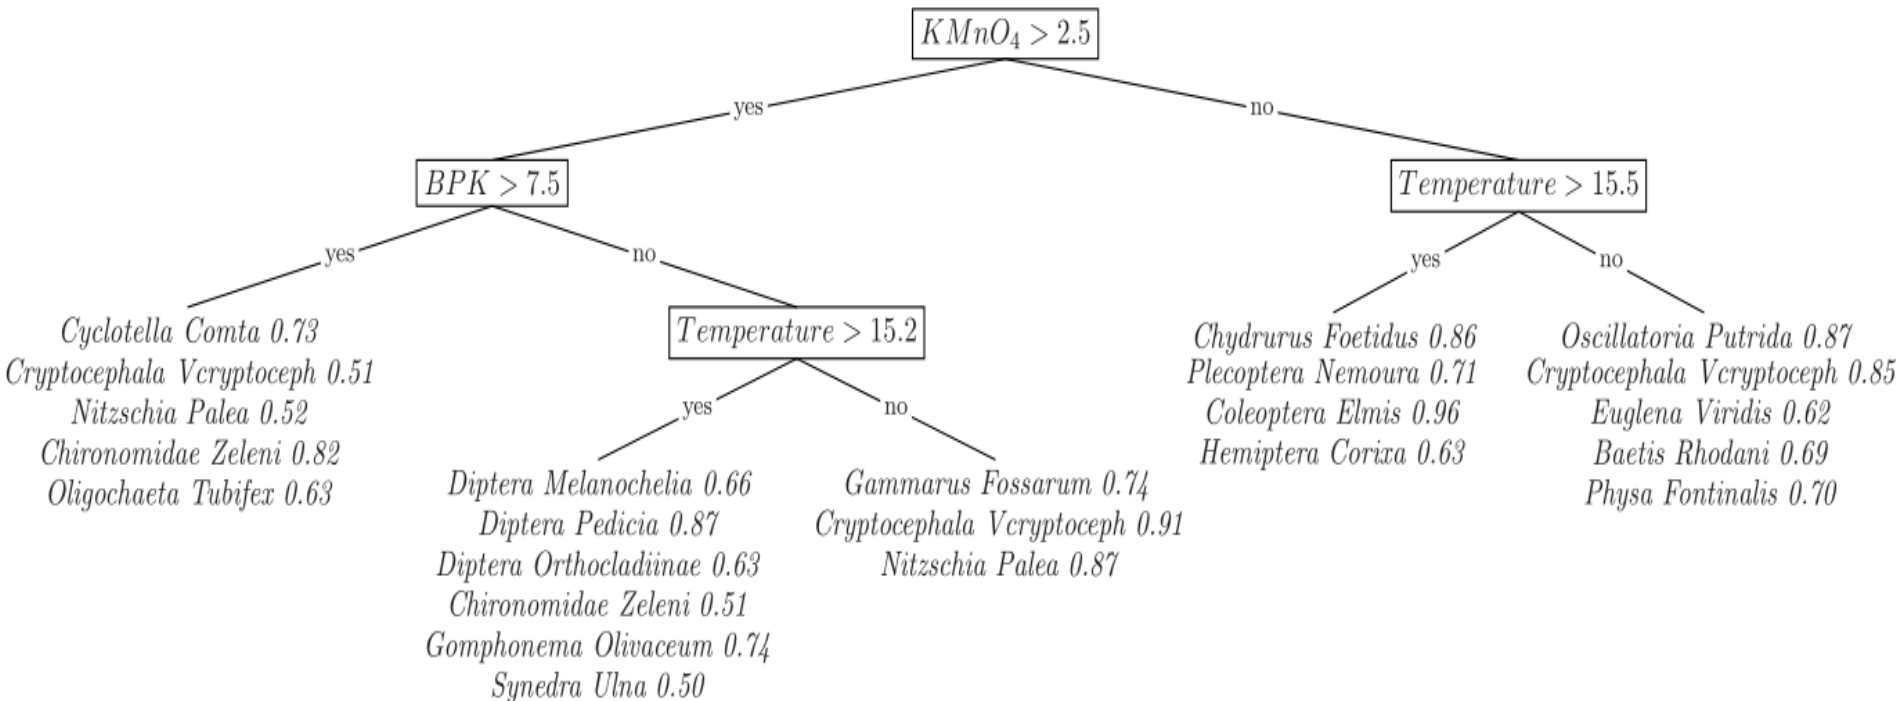 KMnO₄ > 2.5
yes
no
BPK > 7.5
Temperature > 15.5
yes
no
yes
no
Cyclotella Comta 0.73
Cryptocephala Vcryptoceph 0.51
Nitzschia Palea 0.52
Chironomidae Zeleni 0.82
Oligochaeta Tubifex 0.63
Temperature > 15.2
yes
no
Diptera Melanochelia 0.66
Diptera Pedicia 0.87
Diptera Orthocladiinae 0.63
Chironomidae Zeleni 0.51
Gomphonema Olivaceum 0.74
Synedra Ulna 0.50
Gammarus Fossarum 0.74
Cryptocephala Vcryptoceph 0.91
Nitzschia Palea 0.87
Chydrurus Foetidus 0.86
Plecoptera Nemoura 0.71
Coleoptera Elmis 0.96
Hemiptera Corixa 0.63
Oscillatoria Putrida 0.87
Cryptocephala Vcryptoceph 0.85
Euglena Viridis 0.62
Baetis Rhodani 0.69
Physa Fontinalis 0.70